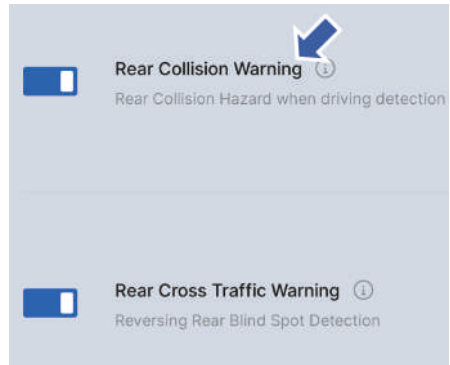 Rear Collision Warning
Rear Collision Hazard when driving detection
Rear Cross Traffic Warning
Reversing Rear Blind Spot Detection